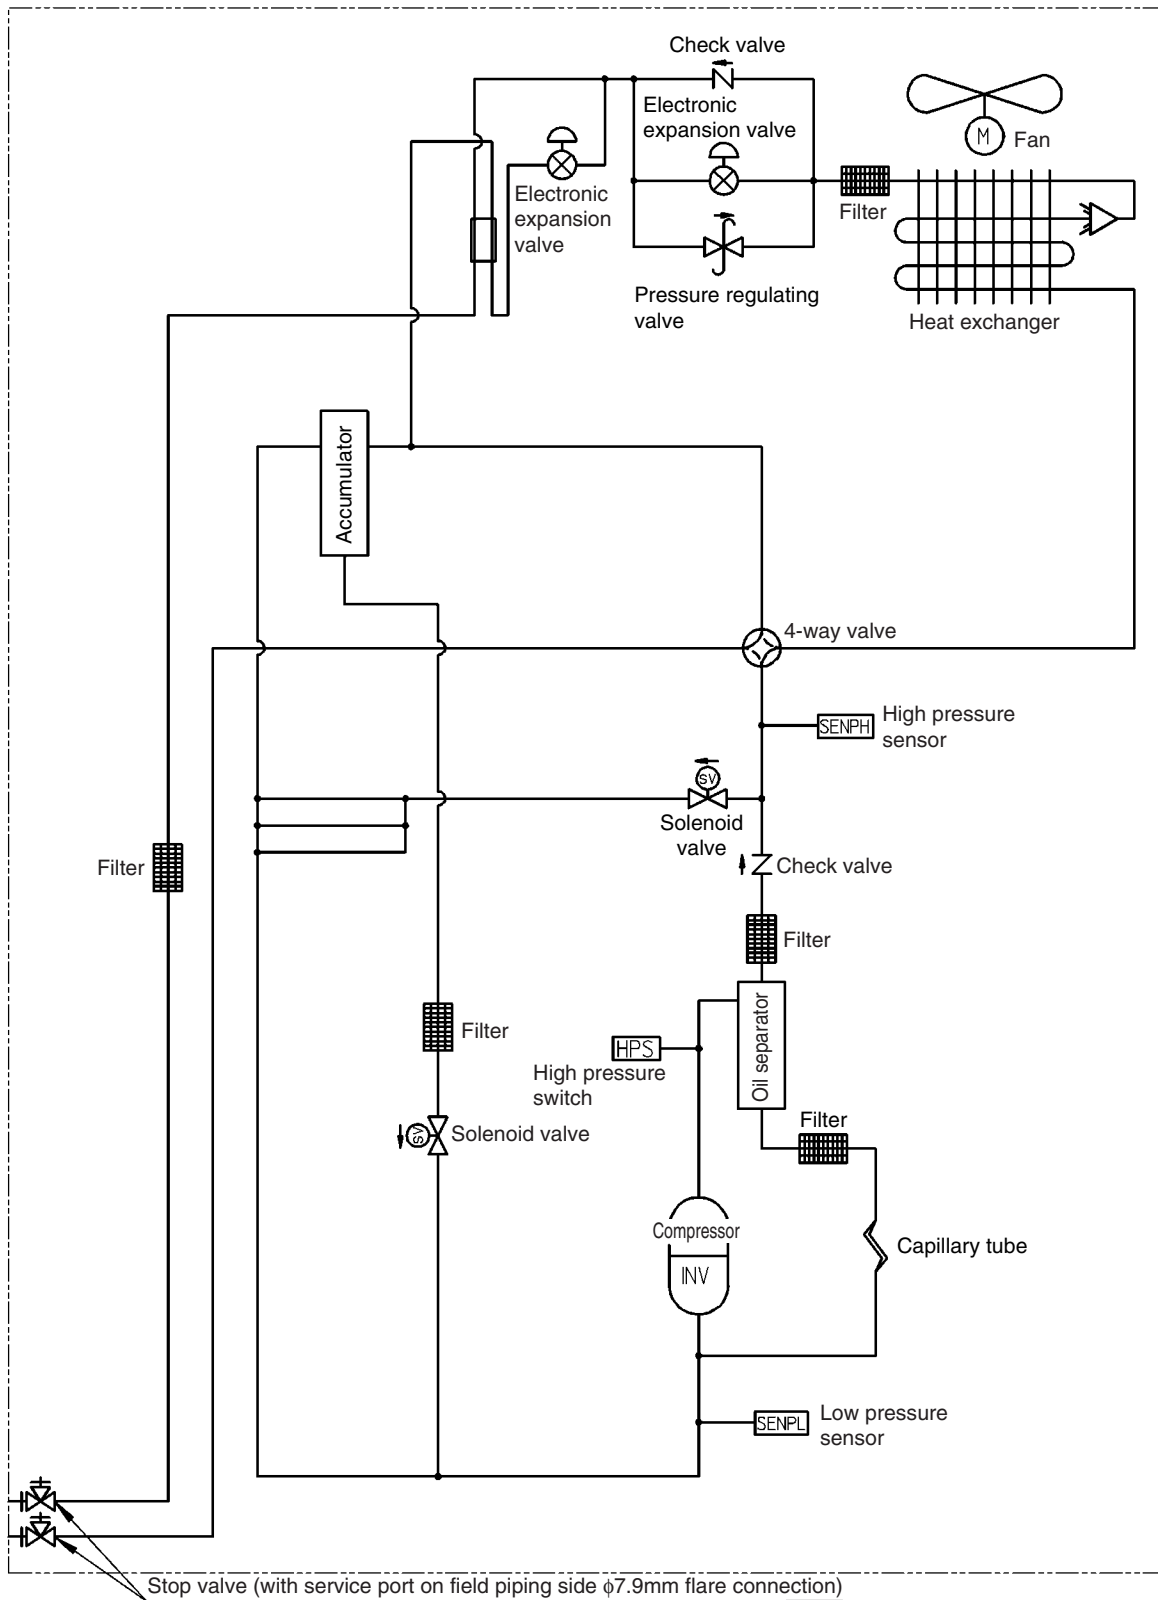 Check valve
Electronic
expansion valve
M
Fan
Electronic
expansion
valve
Filter
Pressure regulating
valve
Heat exchanger
Accumulator
4-way valve
SENPH
High pressure
sensor
SV
Solenoid
valve
Check valve
Filter
Filter
Filter
Oil separator
HPS
High pressure
switch
Filter
SV
Solenoid valve
Compressor
INV
Capillary tube
SENPL
Low pressure
sensor
Stop valve (with service port on field piping side ϕ7.9mm flare connection)